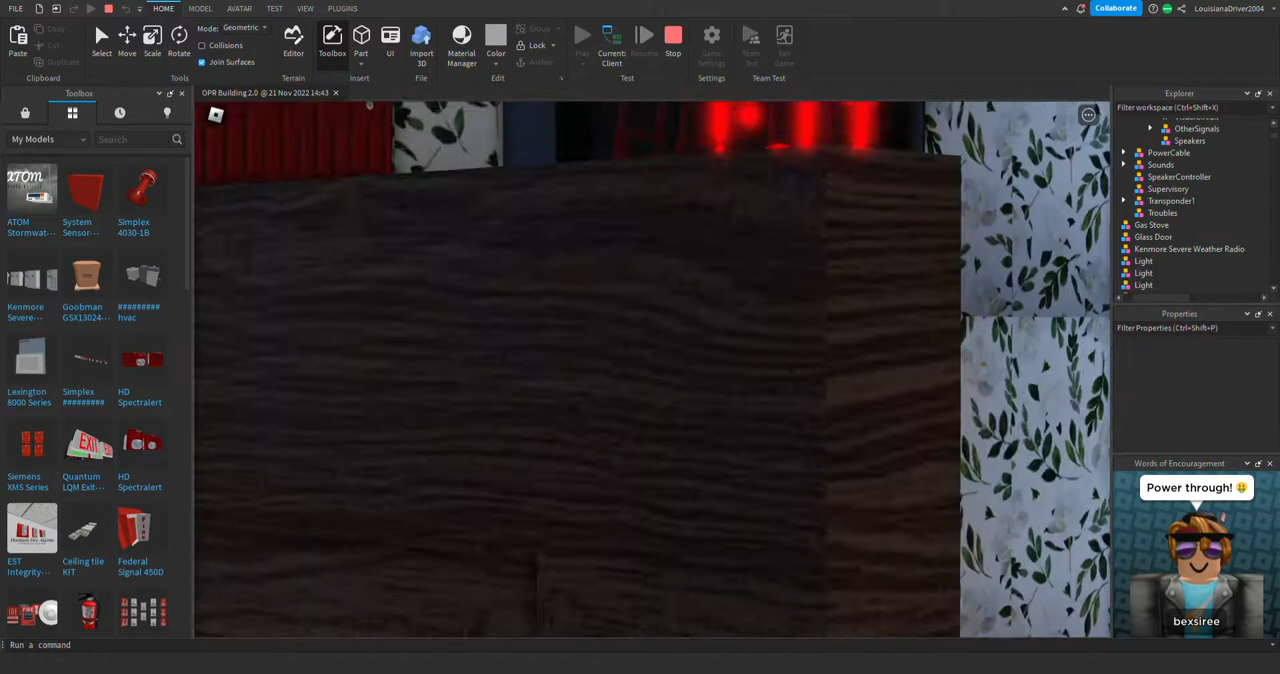 FILE HOME MODEL AVATAR TEST VIEW PLUGINS Collaborate LouisianaDriver2004
Paste Copy Cut Duplicate Clipboard
Select Move Scale Rotate Tools
Mode: Geometric
Collisions
Join Surfaces
Editor Terrain
Toolbox Part UI Insert
Import 3D File
Material Manager Color Edit
Group
Lock
Anchor
Play Current: Client Resume Stop Test
Game Settings Settings
Team Test Exit Game Team Test
Toolbox
OPR Building 2.0 @ 21 Nov 2022 14:43
My Models Search
ATOM Stormwat···
System Sensor···
Simplex 4030-1B
Kenmore Severe···
Goobman GSX13024···
######### hvac
Lexington 8000 Series
Simplex #########
HD Spectralert
Siemens XMS Series
Quantum LQM Exit···
HD Spectralert
EST Integrity···
Ceiling tile KIT
Federal Signal 450D
Explorer
Filter workspace (Ctrl+Shift+X)
OtherSignals
Speakers
PowerCable
Sounds
SpeakerController
Supervisory
Transponder1
Troubles
Gas Stove
Glass Door
Kenmore Severe Weather Radio
Light
Light
Light
Properties
Filter Properties (Ctrl+Shift+P)
Words of Encouragement
Power through!
bexsiree
Run a command